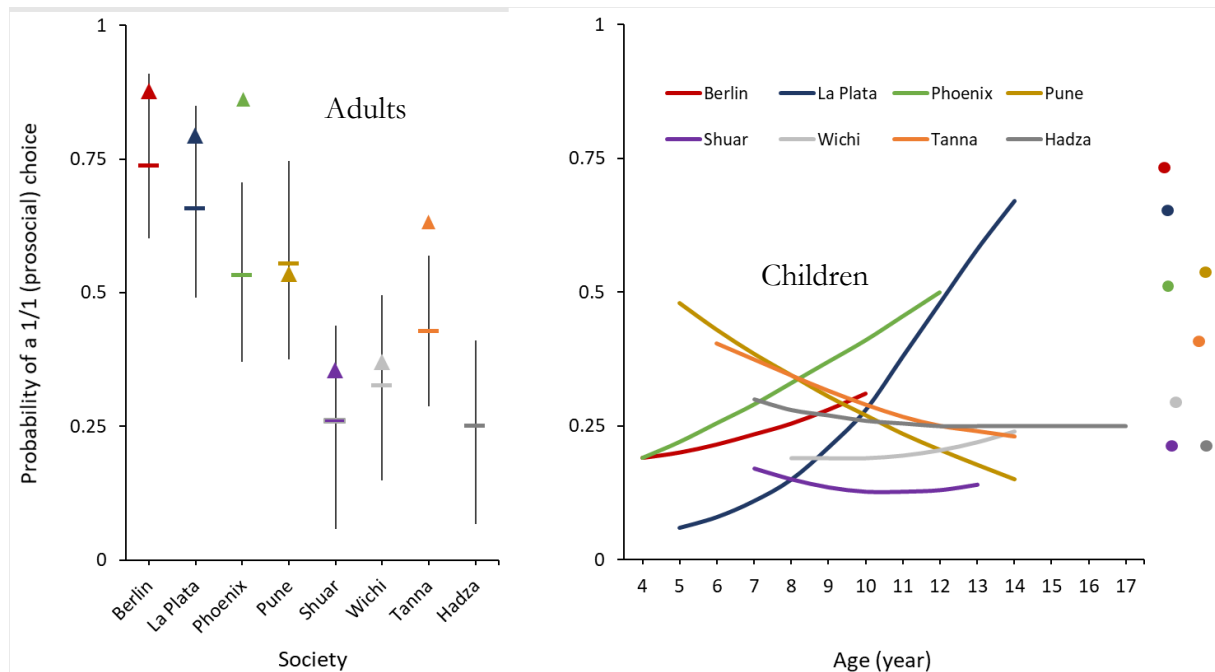 Probability of a 1/1 (prosocial) choice
1
0.75
0.5
0.25
0
Adults
Berlin
La Plata
Phoenix
Pune
Shuar
Wichi
Tanna
Hadza
Society
1
0.75
0.5
0.25
0
Berlin La Plata Phoenix Pune
Shuar Wichi Tanna Hadza
Children
4 5 6 7 8 9 10 11 12 13 14 15 16 17
Age (year)